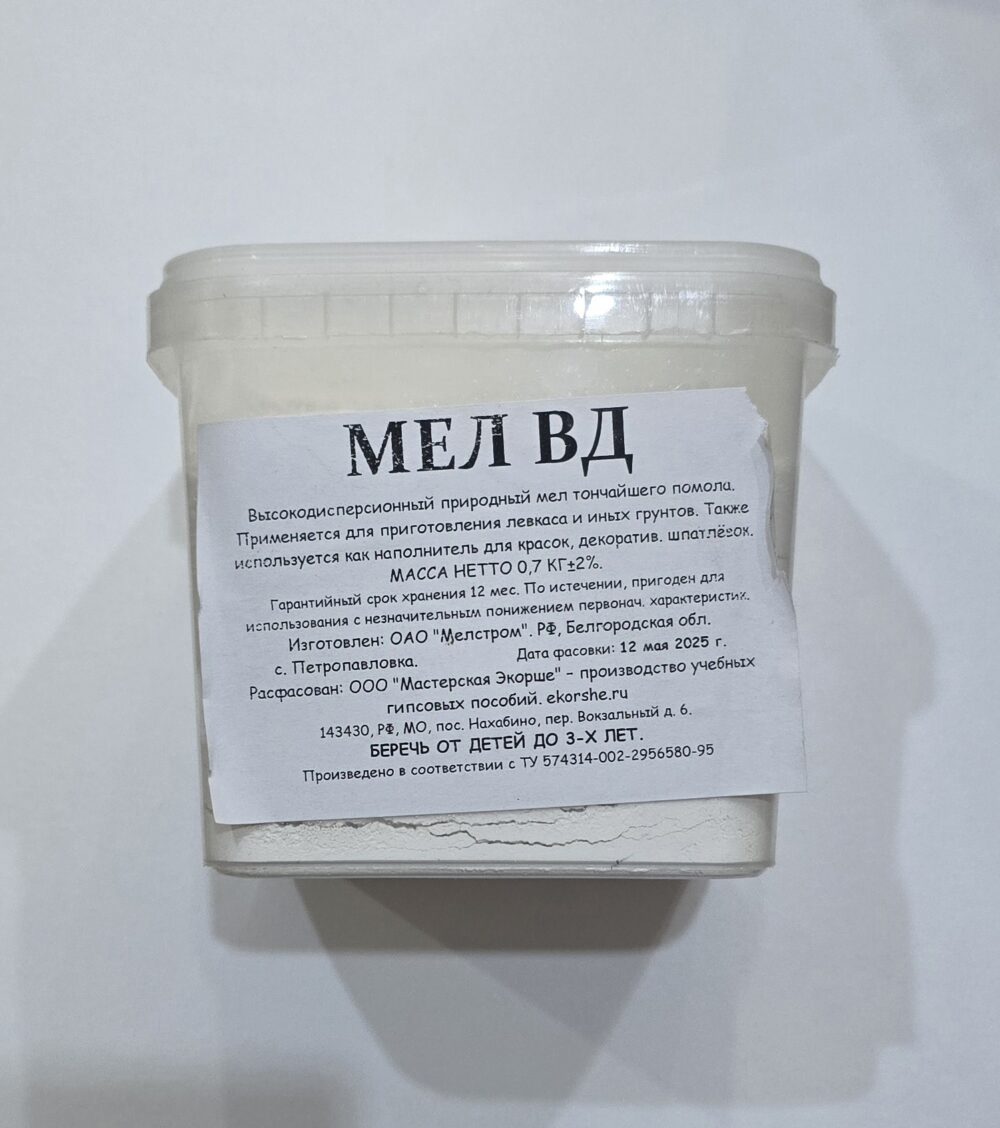 МЕЛ ВД
Высокодисперсионный природный мел тончайшего помола.
Применяется для приготовления левкаса и иных грунтов. Также
используется как наполнитель для красок, декоратив. шпатлёвок.
МАССА НЕТТО 0,7 КГ±2%.
Гарантийный срок хранения 12 мес. По истечении, пригоден для
использования с незначительным понижением первонач. характеристик.
Изготовлен: ОАО "Мелстром". РФ, Белгородская обл.
с. Петропавловка. Дата фасовки: 12 мая 2025 г.
Расфасован: ООО "Мастерская Экорше" – производство учебных
гипсовых пособий. ekorshe.ru
143430, РФ, МО, пос. Нахабино, пер. Вокзальный д. 6.
БЕРЕЧЬ ОТ ДЕТЕЙ ДО 3-Х ЛЕТ.
Произведено в соответствии с ТУ 574314-002-2956580-95